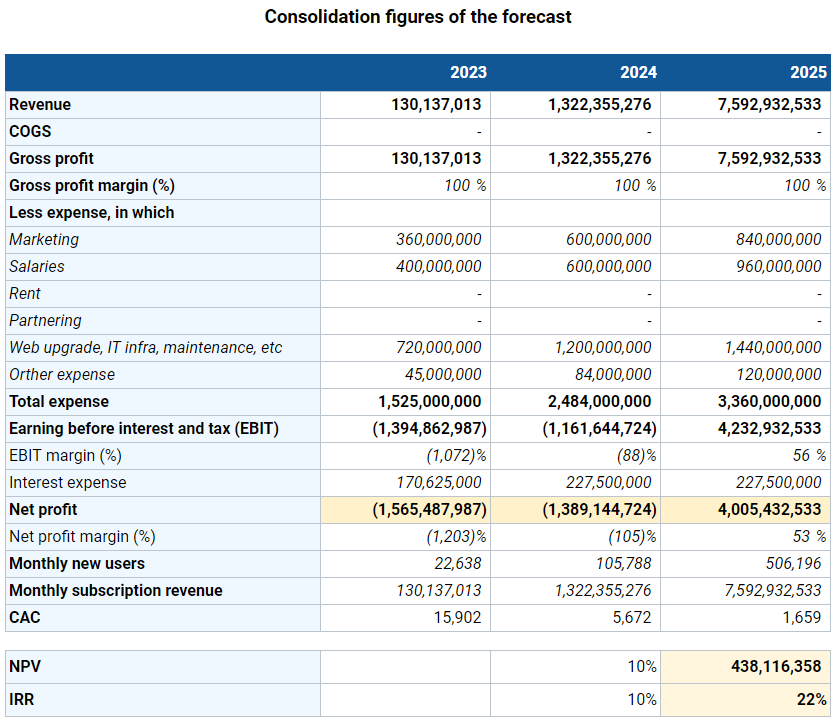 Consolidation figures of the forecast
2023 2024 2025
Revenue 130,137,013 1,322,355,276 7,592,932,533
COGS - - -
Gross profit 130,137,013 1,322,355,276 7,592,932,533
Gross profit margin (%) 100 % 100 % 100 %
Less expense, in which
Marketing 360,000,000 600,000,000 840,000,000
Salaries 400,000,000 600,000,000 960,000,000
Rent - - -
Partnering - - -
Web upgrade, IT infra, maintenance, etc 720,000,000 1,200,000,000 1,440,000,000
Orther expense 45,000,000 84,000,000 120,000,000
Total expense 1,525,000,000 2,484,000,000 3,360,000,000
Earning before interest and tax (EBIT) (1,394,862,987) (1,161,644,724) 4,232,932,533
EBIT margin (%) (1,072)% (88)% 56 %
Interest expense 170,625,000 227,500,000 227,500,000
Net profit (1,565,487,987) (1,389,144,724) 4,005,432,533
Net profit margin (%) (1,203)% (105)% 53 %
Monthly new users 22,638 105,788 506,196
Monthly subscription revenue 130,137,013 1,322,355,276 7,592,932,533
CAC 15,902 5,672 1,659
NPV 10% 438,116,358
IRR 10% 22%